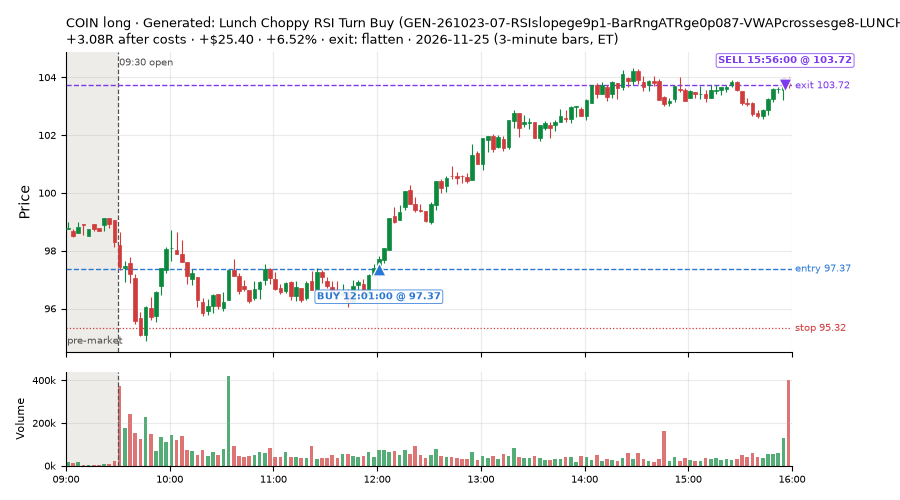 COIN long · Generated: Lunch Choppy RSI Turn Buy (GEN-261023-07-RSIslopege9p1-BarRngATRge0p087-VWAPcrossesge8-LUNCH
+3.08R after costs · +$25.40 · +6.52% · exit: flatten · 2026-11-25 (3-minute bars, ET)
SELL 15:56:00 @ 103.72
09:30 open
104
exit 103.72
102
Price
100
98
entry 97.37
BUY 12:01:00 @ 97.37
96
stop 95.32
pre-market
Volume
400k
200k
0k
09:00 10:00 11:00 12:00 13:00 14:00 15:00 16:00